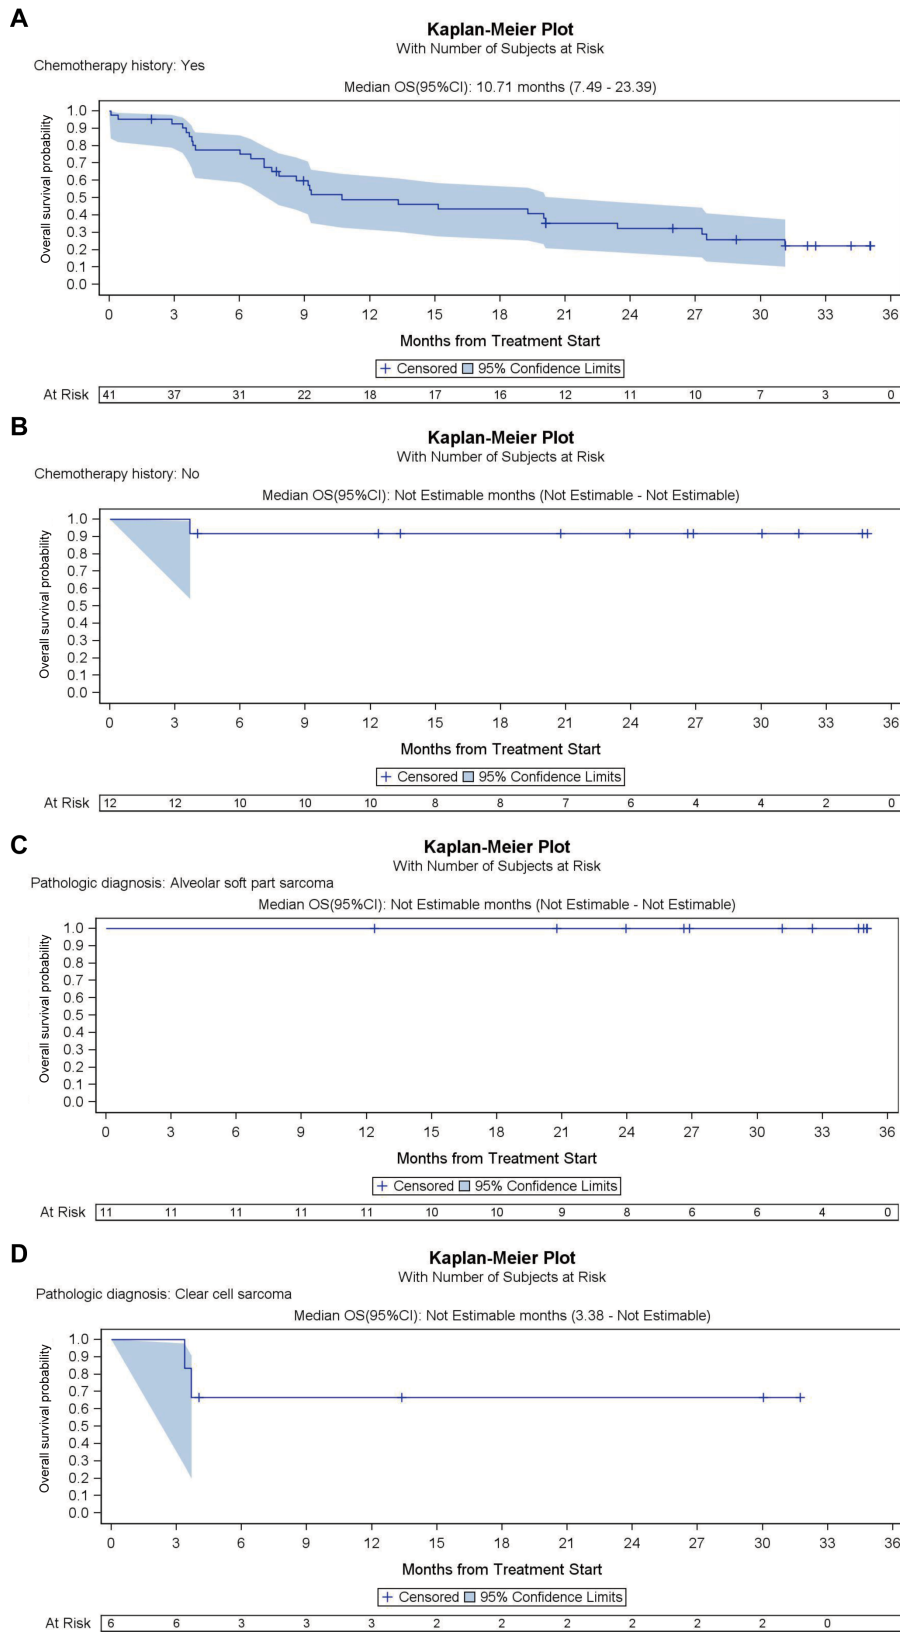 A
Kaplan-Meier Plot
With Number of Subjects at Risk
Chemotherapy history: Yes
Median OS(95%CI): 10.71 months (7.49 - 23.39)
Overall survival probability
1.0
0.9
0.8
0.7
0.6
0.5
0.4
0.3
0.2
0.1
0.0
0 3 6 9 12 15 18 21 24 27 30 33 36
Months from Treatment Start
+ Censored 95% Confidence Limits
At Risk 41 37 31 22 18 17 16 12 11 10 7 3 0
B
Kaplan-Meier Plot
With Number of Subjects at Risk
Chemotherapy history: No
Median OS(95%CI): Not Estimable months (Not Estimable - Not Estimable)
Overall survival probability
1.0
0.9
0.8
0.7
0.6
0.5
0.4
0.3
0.2
0.1
0.0
0 3 6 9 12 15 18 21 24 27 30 33 36
Months from Treatment Start
+ Censored 95% Confidence Limits
At Risk 12 12 10 10 10 8 8 7 6 4 4 2 0
C
Kaplan-Meier Plot
With Number of Subjects at Risk
Pathologic diagnosis: Alveolar soft part sarcoma
Median OS(95%CI): Not Estimable months (Not Estimable - Not Estimable)
Overall survival probability
1.0
0.9
0.8
0.7
0.6
0.5
0.4
0.3
0.2
0.1
0.0
0 3 6 9 12 15 18 21 24 27 30 33 36
Months from Treatment Start
+ Censored 95% Confidence Limits
At Risk 11 11 11 11 11 10 10 9 8 6 6 4 0
D
Kaplan-Meier Plot
With Number of Subjects at Risk
Pathologic diagnosis: Clear cell sarcoma
Median OS(95%CI): Not Estimable months (3.38 - Not Estimable)
Overall survival probability
1.0
0.9
0.8
0.7
0.6
0.5
0.4
0.3
0.2
0.1
0.0
0 3 6 9 12 15 18 21 24 27 30 33 36
Months from Treatment Start
+ Censored 95% Confidence Limits
At Risk 6 6 3 3 3 2 2 2 2 2 2 0